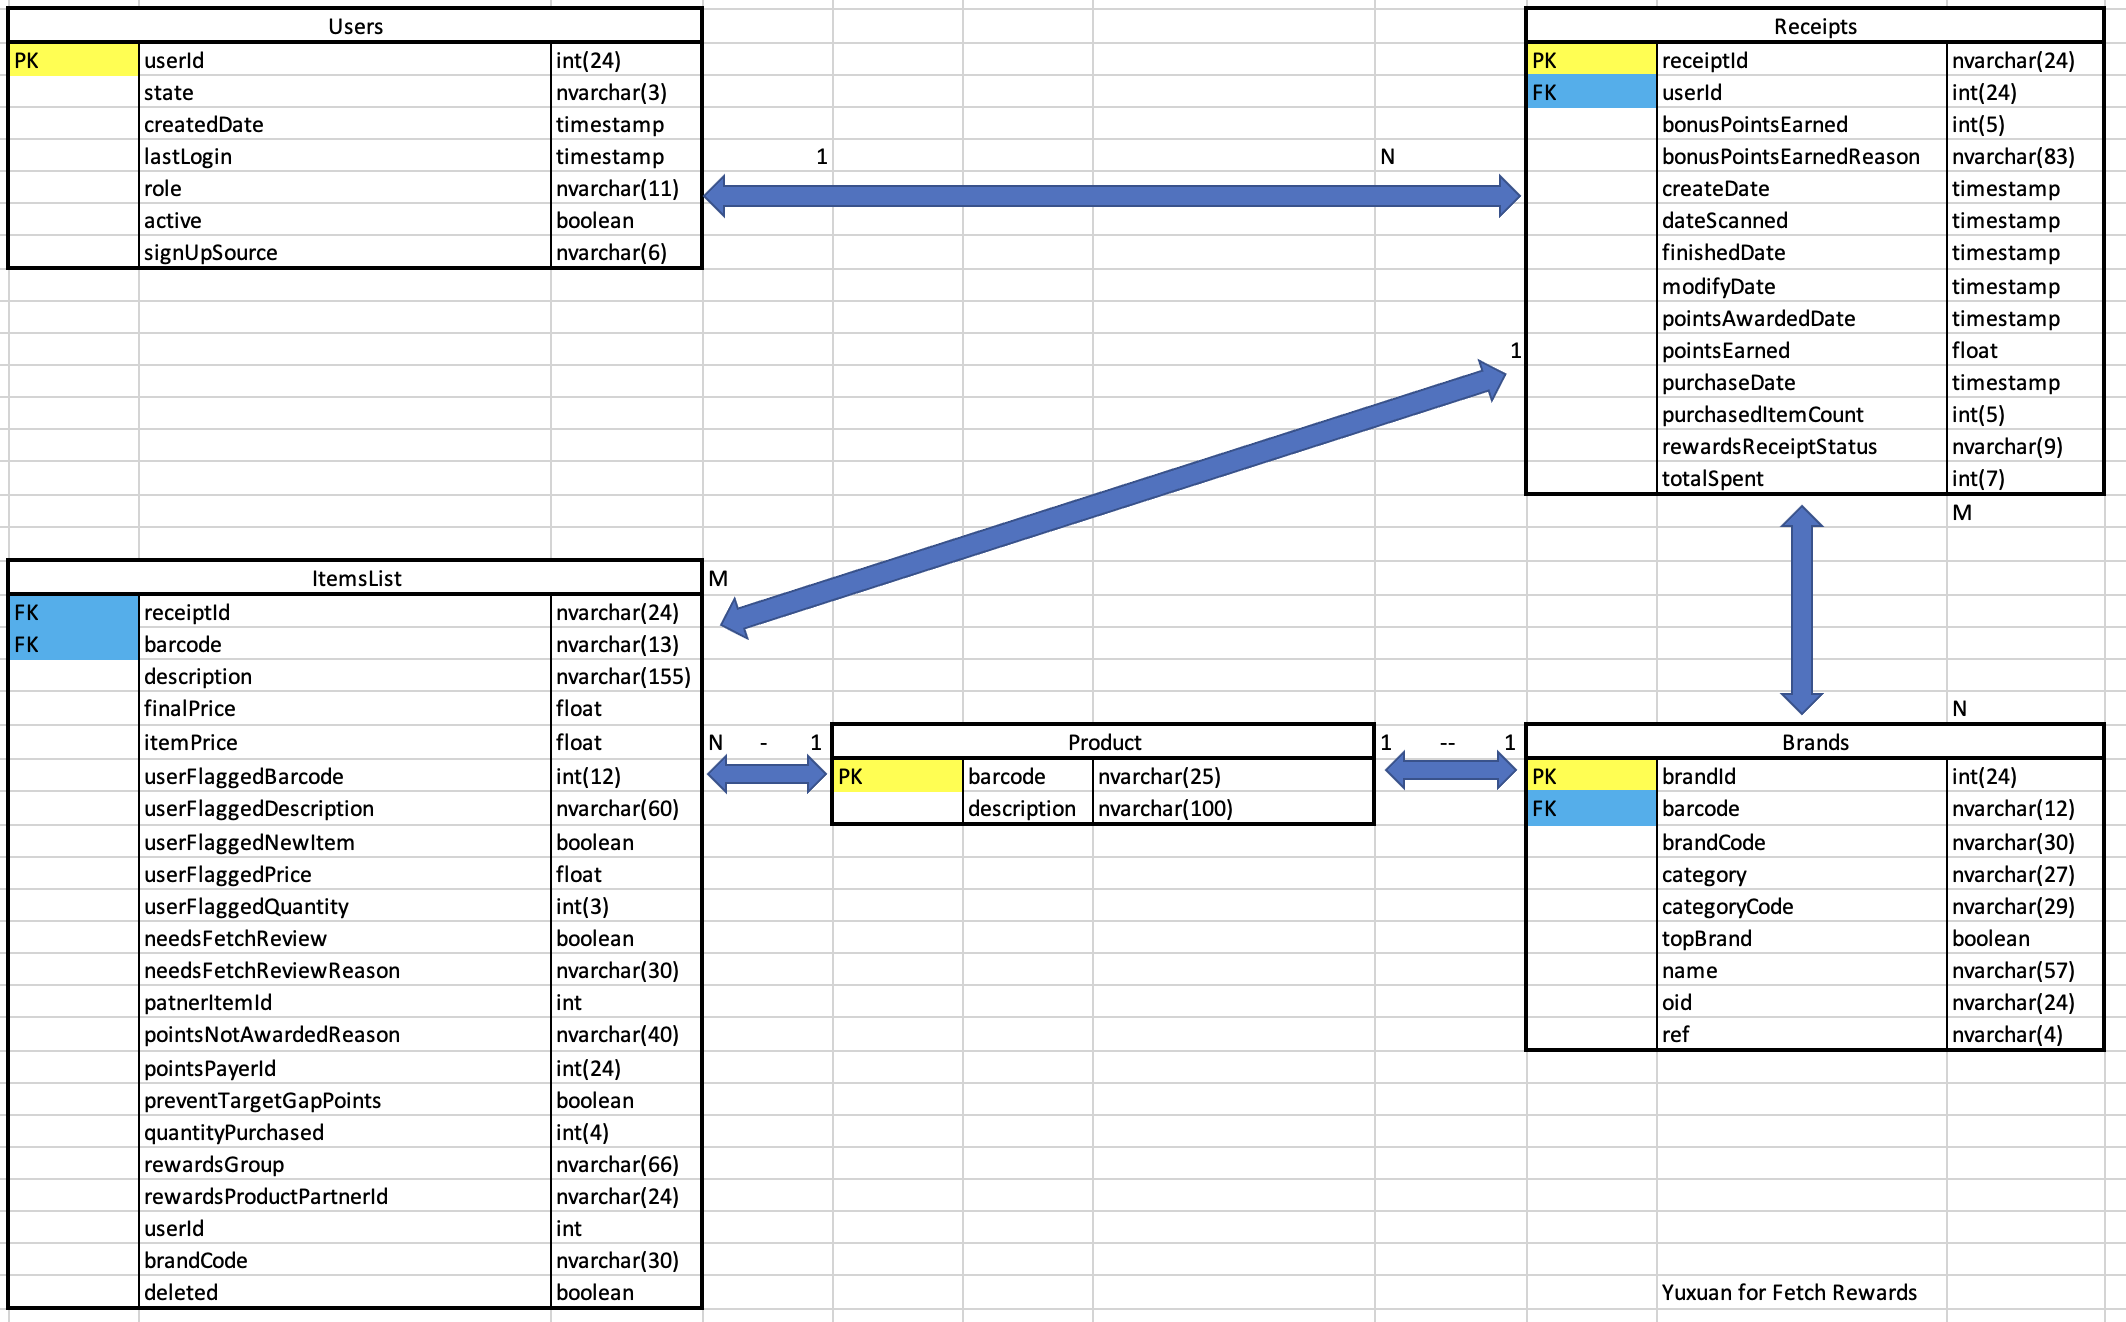 Users
PK userId int(24)
state nvarchar(3)
createdDate timestamp
lastLogin timestamp
role nvarchar(11)
active boolean
signUpSource nvarchar(6)
1 N
Receipts
PK receiptId nvarchar(24)
FK userId int(24)
bonusPointsEarned int(5)
bonusPointsEarnedReason nvarchar(83)
createDate timestamp
dateScanned timestamp
finishedDate timestamp
modifyDate timestamp
pointsAwardedDate timestamp
pointsEarned float
purchaseDate timestamp
purchasedItemCount int(5)
rewardsReceiptStatus nvarchar(9)
totalSpent int(7)
1
M
M
N
ItemsList
FK receiptId nvarchar(24)
FK barcode nvarchar(13)
description nvarchar(155)
finalPrice float
itemPrice float
userFlaggedBarcode int(12)
userFlaggedDescription nvarchar(60)
userFlaggedNewItem boolean
userFlaggedPrice float
userFlaggedQuantity int(3)
needsFetchReview boolean
needsFetchReviewReason nvarchar(30)
patnerItemId int
pointsNotAwardedReason nvarchar(40)
pointsPayerId int(24)
preventTargetGapPoints boolean
quantityPurchased int(4)
rewardsGroup nvarchar(66)
rewardsProductPartnerId nvarchar(24)
userId int
brandCode nvarchar(30)
deleted boolean
N - 1
Product
PK barcode nvarchar(25)
description nvarchar(100)
1 -- 1
Brands
PK brandId int(24)
FK barcode nvarchar(12)
brandCode nvarchar(30)
category nvarchar(27)
categoryCode nvarchar(29)
topBrand boolean
name nvarchar(57)
oid nvarchar(24)
ref nvarchar(4)
Yuxuan for Fetch Rewards